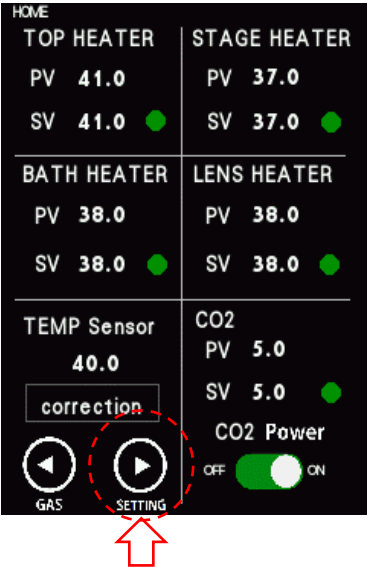 HOME
TOP HEATER
PV 41.0
SV 41.0
STAGE HEATER
PV 37.0
SV 37.0
BATH HEATER
PV 38.0
SV 38.0
LENS HEATER
PV 38.0
SV 38.0
TEMP Sensor
40.0
correction
GAS
SETTING
CO2
PV 5.0
SV 5.0
CO2 Power
OFF
ON